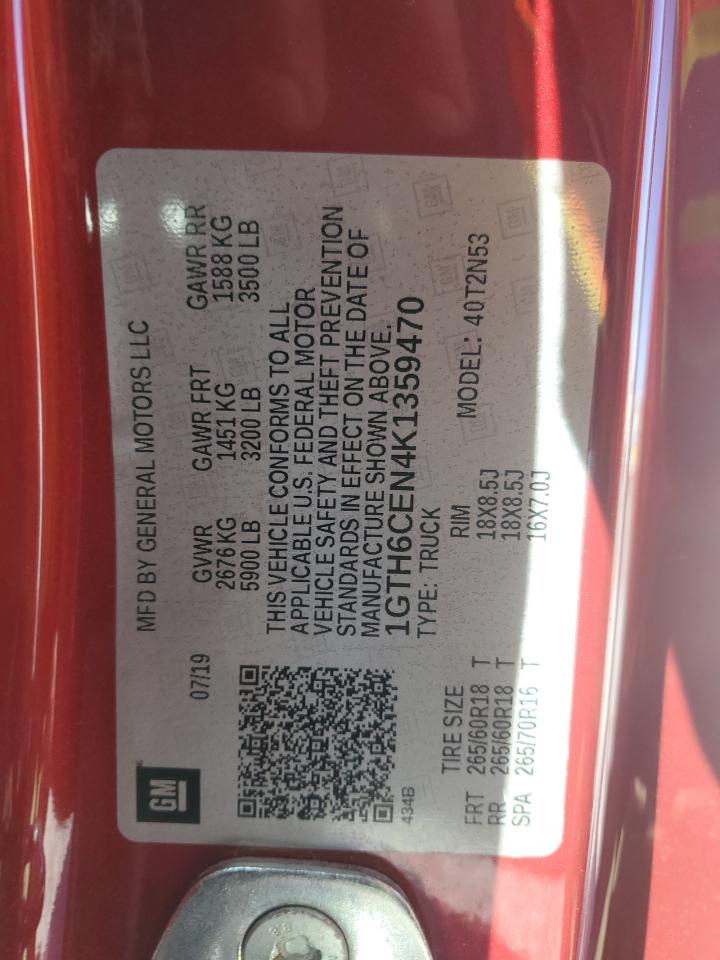 GM
MFD BY GENERAL MOTORS LLC
07/19
GVWR GAWR FRT GAWR RR
2676 KG 1451 KG 1588 KG
5900 LB 3200 LB 3500 LB
THIS VEHICLE CONFORMS TO ALL
APPLICABLE U.S. FEDERAL MOTOR
VEHICLE SAFETY AND THEFT PREVENTION
STANDARDS IN EFFECT ON THE DATE OF
MANUFACTURE SHOWN ABOVE.
1GTH6CEN4K1359470
434B
TYPE: TRUCK MODEL: 40T2N53
TIRE SIZE RIM
FRT 265/60R18 T 18X8.5J
RR 265/60R18 T 18X8.5J
SPA 265/70R16 T 16X7.0J
8.8